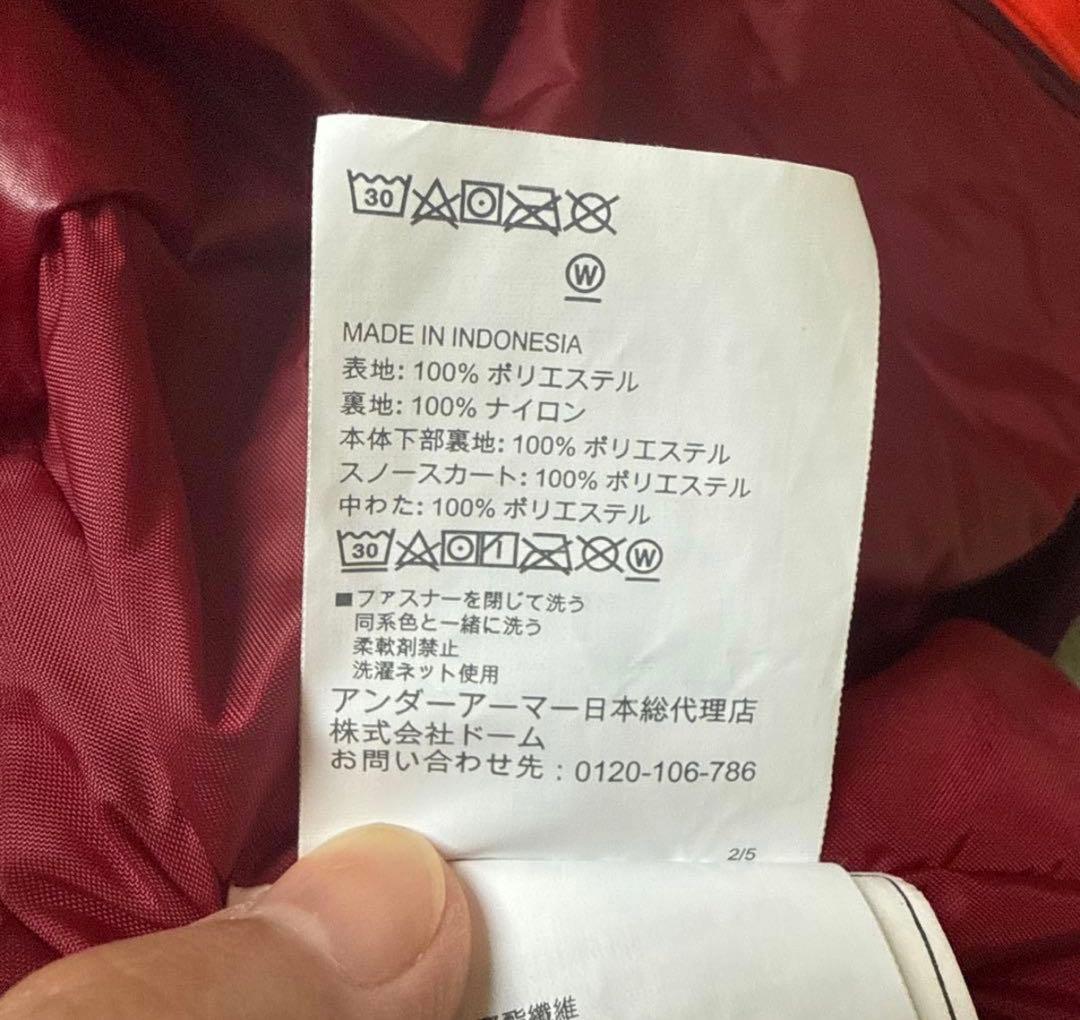 30
W
MADE IN INDONESIA
表地: 100% ポリエステル
裏地: 100% ナイロン
本体下部裏地: 100% ポリエステル
スノースカート: 100% ポリエステル
中わた: 100% ポリエステル
30 W
■ファスナーを閉じて洗う
同系色と一緒に洗う
柔軟剤禁止
洗濯ネット使用
アンダーアーマー日本総代理店
株式会社ドーム
お問い合わせ先 : 0120-106-786
2/5
酯纖維